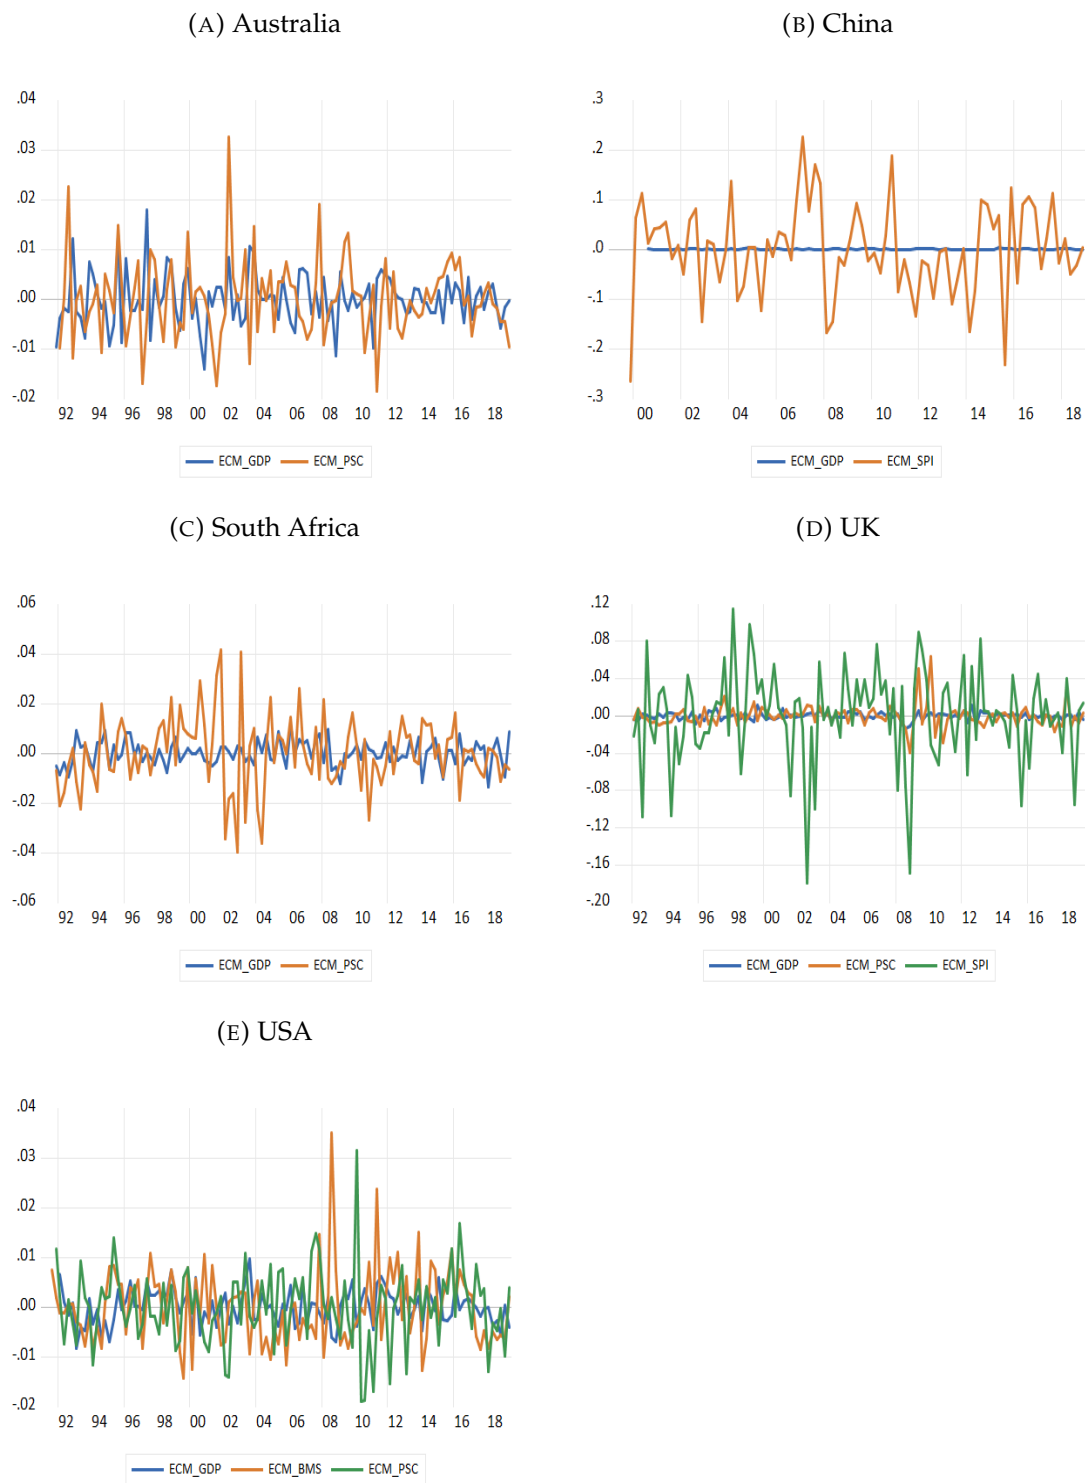 (A) Australia
(B) China
.04
.03
.02
.01
.00
-.01
-.02
92 94 96 98 00 02 04 06 08 10 12 14 16 18
ECM_GDP ECM_PSC
.3
.2
.1
.0
-.1
-.2
-.3
00 02 04 06 08 10 12 14 16 18
ECM_GDP ECM_SPI
(C) South Africa
(D) UK
.06
.04
.02
.00
-.02
-.04
-.06
92 94 96 98 00 02 04 06 08 10 12 14 16 18
ECM_GDP ECM_PSC
.12
.08
.04
.00
-.04
-.08
-.12
-.16
-.20
92 94 96 98 00 02 04 06 08 10 12 14 16 18
ECM_GDP ECM_PSC ECM_SPI
(E) USA
.04
.03
.02
.01
.00
-.01
-.02
92 94 96 98 00 02 04 06 08 10 12 14 16 18
ECM_GDP ECM_BMS ECM_PSC